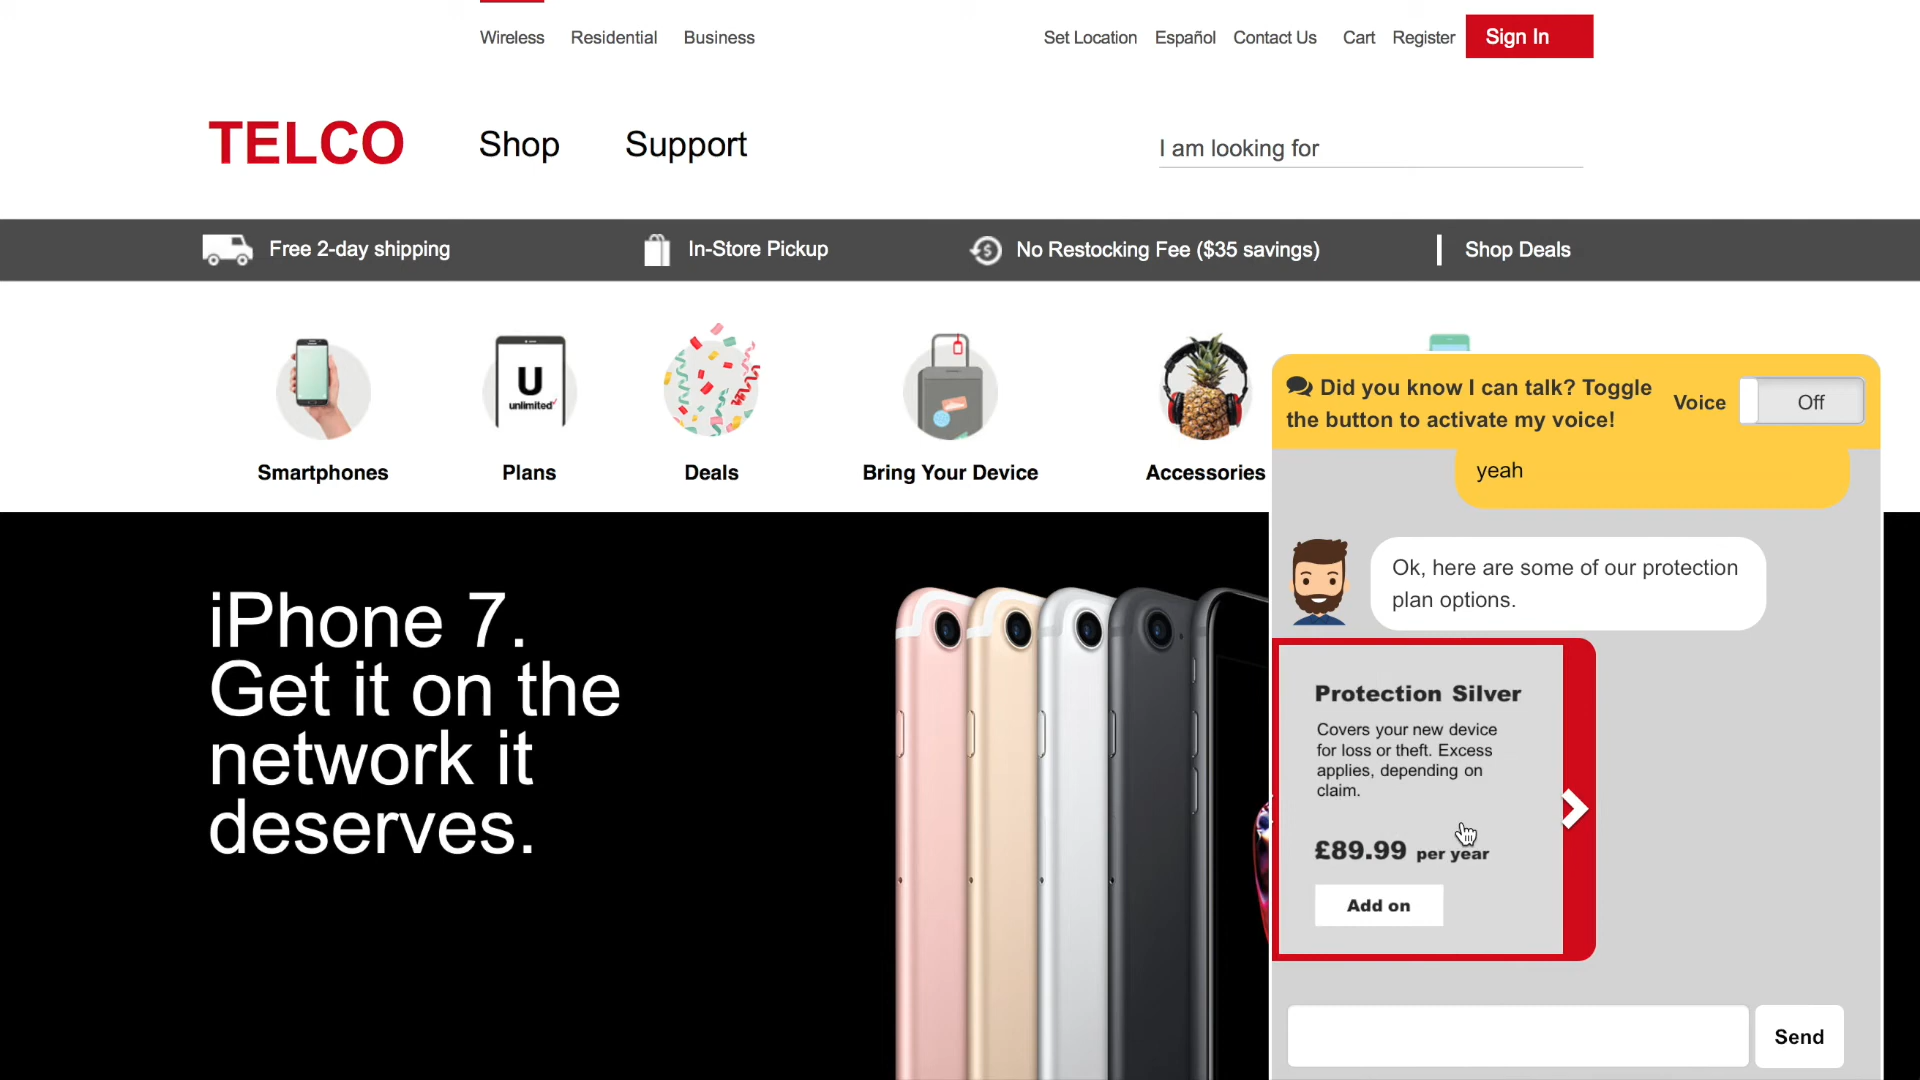 Wireless Residential Business
Set Location Español Contact Us Cart Register Sign In
TELCO Shop Support
I am looking for
Free 2-day shipping In-Store Pickup No Restocking Fee ($35 savings) Shop Deals
U
unlimited
Smartphones Plans Deals Bring Your Device Accessories
iPhone 7.
Get it on the
network it
deserves.
Did you know I can talk? Toggle
the button to activate my voice!
Voice Off
yeah
Ok, here are some of our protection
plan options.
Protection Silver
Covers your new device
for loss or theft. Excess
applies, depending on
claim.
£89.99 per year
Add on
Send